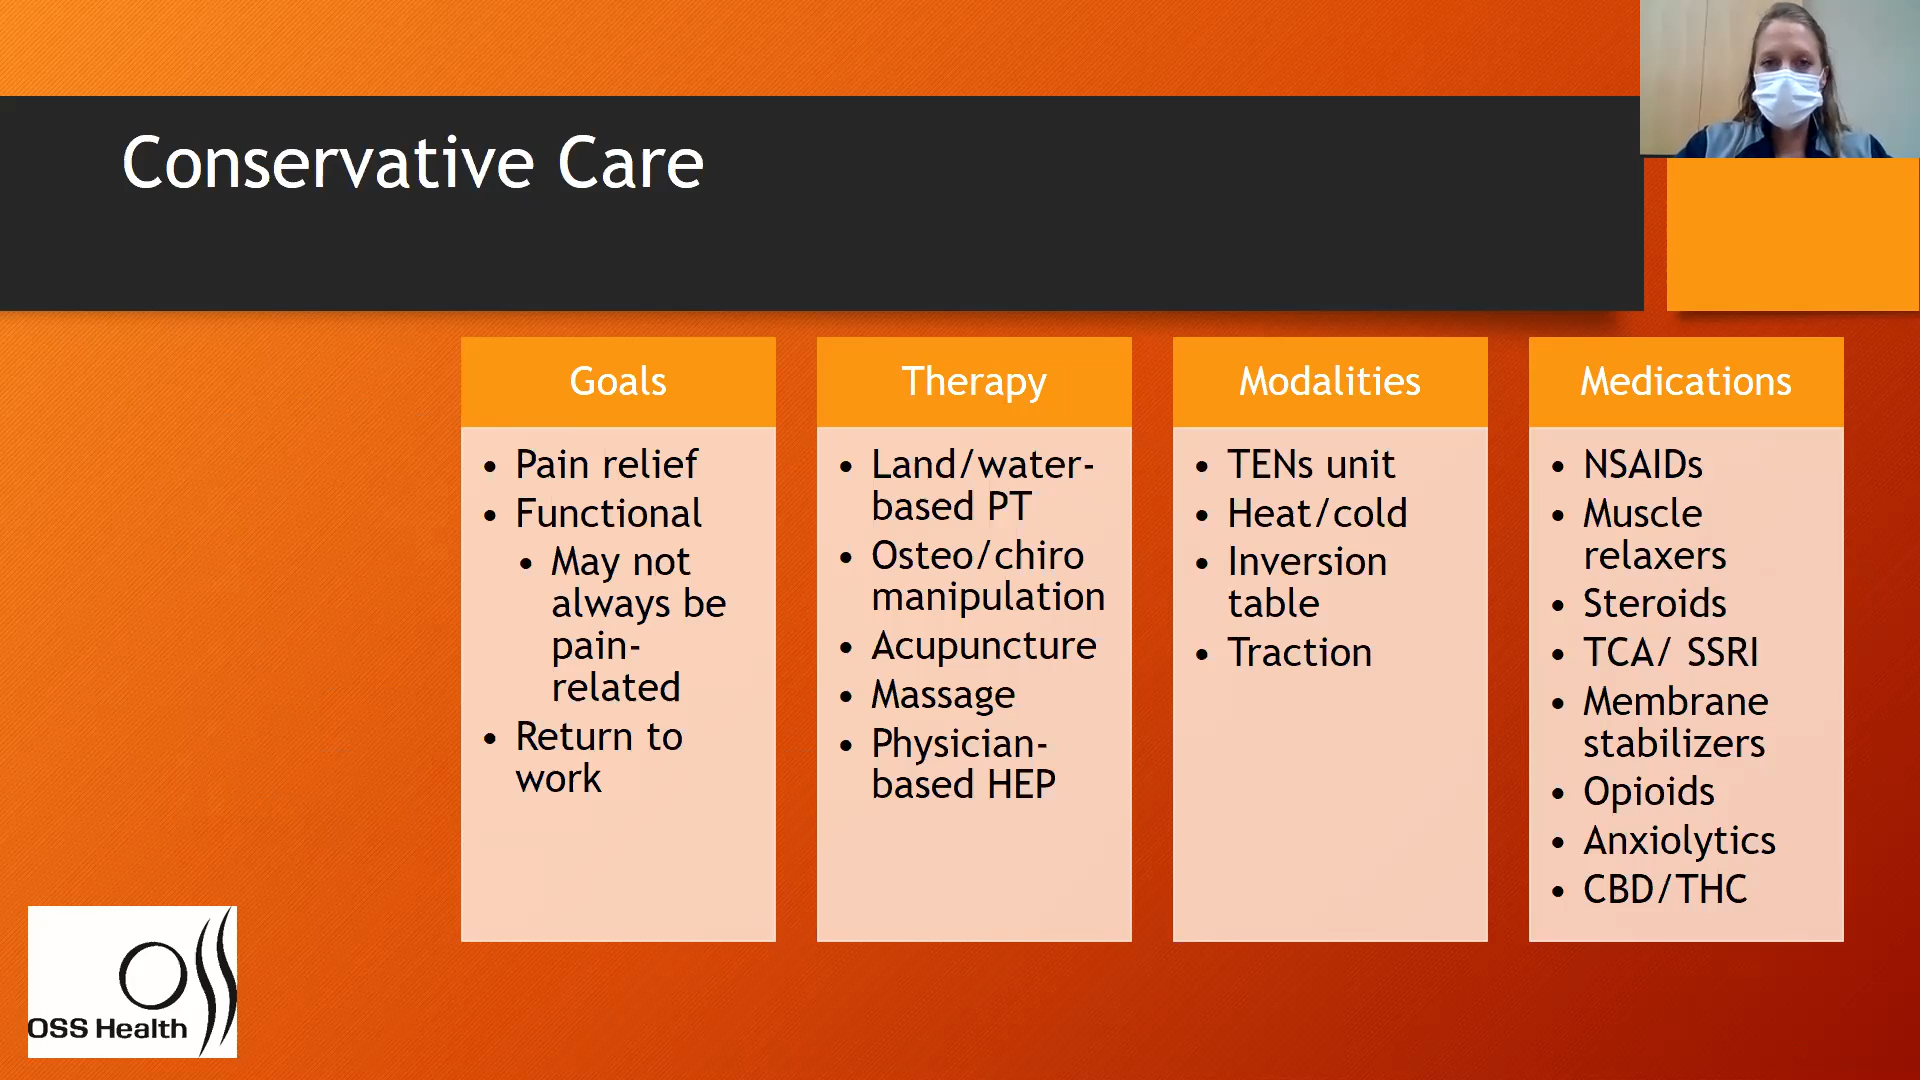 Conservative Care
Goals
• Pain relief
• Functional
• May not
always be
pain-
related
• Return to
work
Therapy
• Land/water-
based PT
• Osteo/chiro
manipulation
• Acupuncture
• Massage
• Physician-
based HEP
Modalities
• TENs unit
• Heat/cold
• Inversion
table
• Traction
Medications
• NSAIDs
• Muscle
relaxers
• Steroids
• TCA/ SSRI
• Membrane
stabilizers
• Opioids
• Anxiolytics
• CBD/THC
OSS
OSS Health